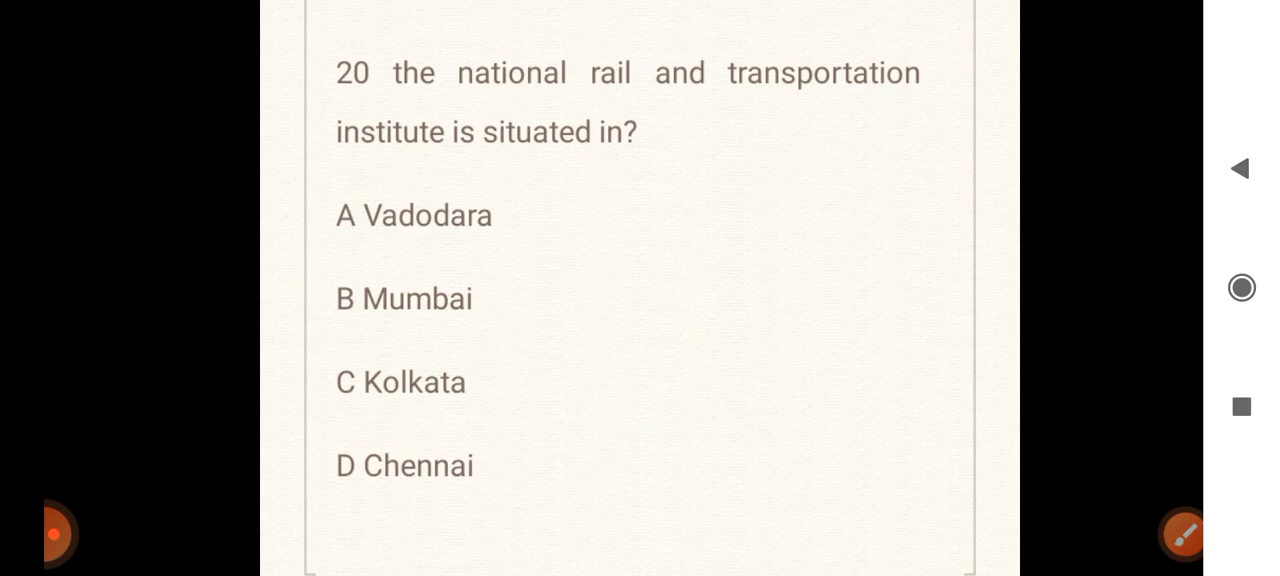 20 the national rail and transportation
institute is situated in?
A Vadodara
B Mumbai
C Kolkata
D Chennai